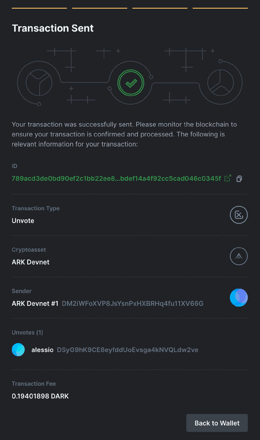 Transaction Sent
Your transaction was successfully sent. Please monitor the blockchain to
ensure your transaction is confirmed and processed. The following is
relevant information for your transaction:
ID
769acd3de0bd90ef2c1bb22ee8...bdef14a4f92cc5cad046c0345f
Transaction Type
Unvote
Cryptoasset
ARK Devnet
Sender
ARK Devnet #1 DM2iWFoXVP8JsYsnPxHXBRHq4fu11XV66G
Unvotes (1)
alessio DSyG9hK9CE8eyfddUoEvsga4kNVQLdw2ve
Transaction Fee
0.19401898 DARK
Back to Wallet